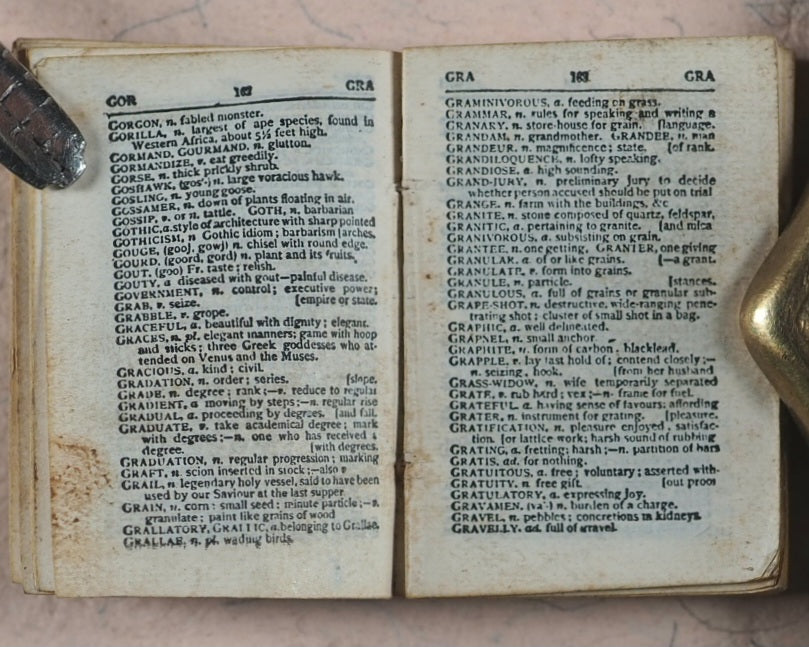 GOR 162 GRA
GORGON, n. fabled monster.
GORILLA, n. largest of ape species, found in
Western Africa, about 5½ feet high.
GORMAND, GOURMAND, n. glutton.
GORMANDIZE, v. eat greedily.
GORSE, n. thick prickly shrub.
GOSHAWK, (gos'-) n. large voracious hawk.
GOSLING, n. young goose.
GOSSAMER, n. down of plants floating in air.
GOSSIP, v. or n. tattle. GOTH, n. barbarian
GOTHIC, a. style of architecture with sharp pointed
GOTHICISM, n Gothic idiom; barbarism [arches.
GOUGE, (gooj, gowj) n. chisel with round edge.
GOURD, (goord, gord) n. plant and its fruits.
GOUT, (goo) Fr. taste; relish.
GOUTY, a diseased with gout—painful disease.
GOVERNMENT, n. control; executive power;
GRAB, v. seize. [empire or state.
GRABBLE, v. grope.
GRACEFUL, a. beautiful with dignity; elegant.
GRACES, n. pl. elegant manners; game with hoop
and sticks; three Greek goddesses who at-
tended on Venus and the Muses.
GRACIOUS, a. kind; civil.
GRADATION, n. order; series. [slope.
GRADE, n. degree; rank;—v. reduce to regular
GRADIENT, a moving by steps;—n. regular rise
GRADUAL, a. proceeding by degrees. [and fall.
GRADUATE, v. take academical degree; mark
with degrees;—n. one who has received a
degree. [with degrees.
GRADUATION, n. regular progression; marking
GRAFT, n. scion inserted in stock;—also v
GRAIL, n legendary holy vessel, said to have been
used by our Saviour at the last supper
GRAIN, n. corn; small seed; minute particle;—v.
granulate; paint like grains of wood
GRALLATORY, GRALLIC, a. belonging to Grallae.
GRALLAE, n. pl. wading birds.
GRA 163 GRA
GRAMINIVOROUS, a. feeding on grass.
GRAMMAR, n. rules for speaking and writing a
GRANARY, n. store-house for grain. [language.
GRANDAM, n. grandmother. GRANDEE, n. man
GRANDEUR, n. magnificence; state. [of rank.
GRANDILOQUENCE, n. lofty speaking.
GRANDIOSE, a. high sounding.
GRAND-JURY, n. preliminary jury to decide
whether person accused should be put on trial
GRANGE, n. farm with the buildings, &c
GRANITE, n. stone composed of quartz, feldspar,
GRANITIC, a. pertaining to granite. [and mica
GRANIVOROUS, a. subsisting on grain.
GRANTEE, n. one getting, GRANTER, one giving
GRANULAR, a. of or like grains. [—a grant.
GRANULATE, v. form into grains.
GRANULE, n. particle. [stances.
GRANULOUS, a. full of grains or granular sub-
GRAPE-SHOT, n. destructive, wide-ranging pene-
trating shot; cluster of small shot in a bag.
GRAPHIC, a. well delineated.
GRAPNEL, n. small anchor
GRAPHITE, n. form of carbon, blacklead.
GRAPPLE, v. lay fast hold of; contend closely;—
n. seizing, hook. [from her husband
GRASS-WIDOW, n. wife temporarily separated
GRATE, v. rub hard; vex;—n. frame for fuel.
GRATEFUL, a. having sense of favours; affording
GRATER, n. instrument for grating. [pleasure.
GRATIFICATION, n. pleasure enjoyed, satisfac-
tion. [or lattice work; harsh sound of rubbing
GRATING, a. fretting; harsh;—n. partition of bars
GRATIS, ad. for nothing.
GRATUITOUS, a. free; voluntary; asserted with-
GRATUITY, n. free gift. [out proof
GRATULATORY, a. expressing joy.
GRAVAMEN, (va'-) n. burden of a charge.
GRAVEL, n. pebbles; concretions in kidneys.
GRAVELLY, ad. full of gravel